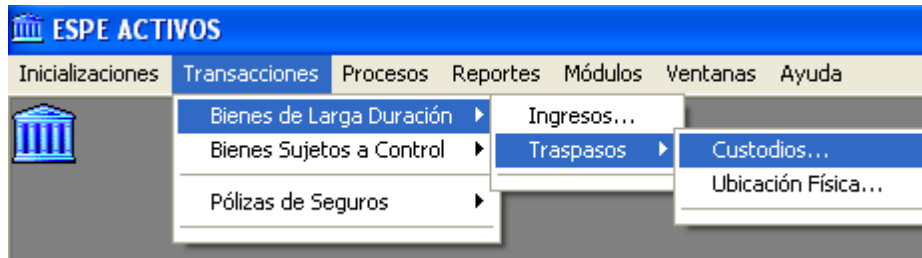 ESPE ACTIVOS
Inicializaciones Transacciones Procesos Reportes Módulos Ventanas Ayuda
Bienes de Larga Duración
Bienes Sujetos a Control
Pólizas de Seguros
Ingresos...
Traspasos
Custodios...
Ubicación Física...